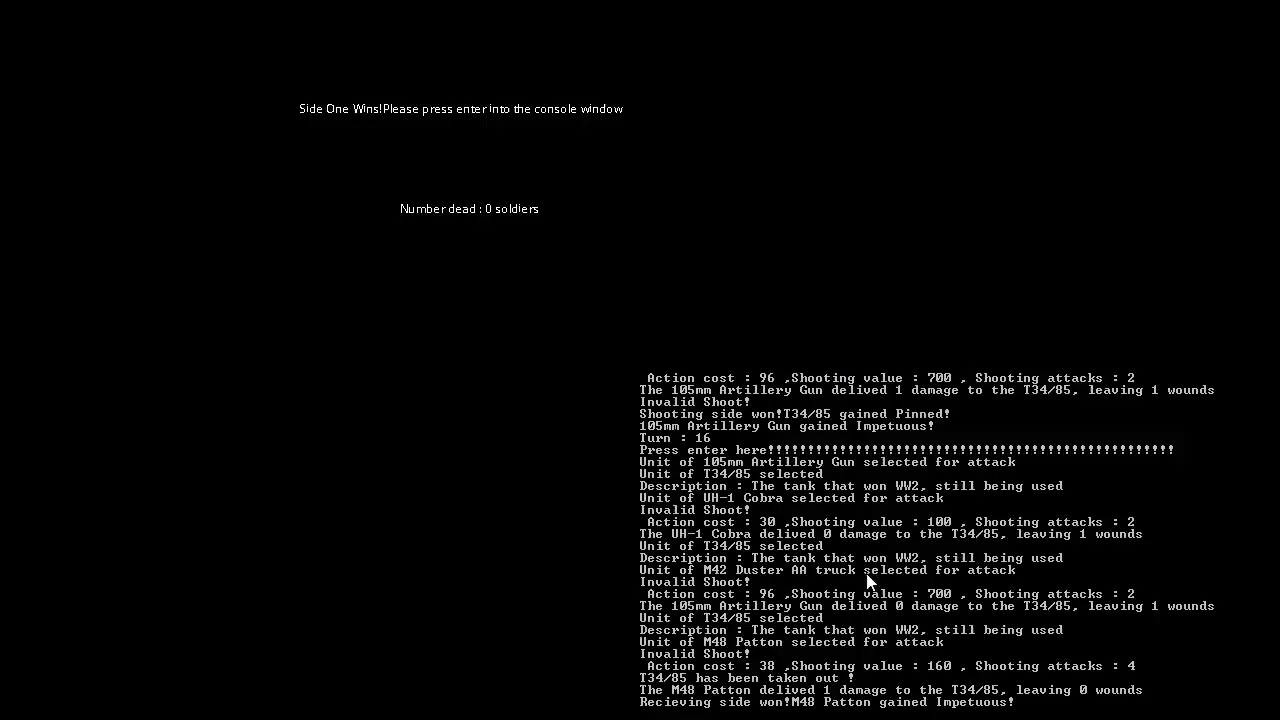 Side One Wins!Please press enter into the console window
Number dead : 0 soldiers
Action cost : 96 ,Shooting value : 700 , Shooting attacks : 2
The 105mm Artillery Gun delived 1 damage to the T34/85, leaving 1 wounds
Invalid Shoot!
Shooting side won!T34/85 gained Pinned!
105mm Artillery Gun gained Impetuous!
Turn : 16
Press enter here!!!!!!!!!!!!!!!!!!!!!!!!!!!!!!!!!!!!!!!!!!!!!!!!!!!
Unit of 105mm Artillery Gun selected for attack
Unit of T34/85 selected
Description : The tank that won WW2, still being used
Unit of UH-1 Cobra selected for attack
Invalid Shoot!
Action cost : 30 ,Shooting value : 100 , Shooting attacks : 2
The UH-1 Cobra delived 0 damage to the T34/85, leaving 1 wounds
Unit of T34/85 selected
Description : The tank that won WW2, still being used
Unit of M42 Duster AA truck selected for attack
Invalid Shoot!
Action cost : 96 ,Shooting value : 700 , Shooting attacks : 2
The 105mm Artillery Gun delived 0 damage to the T34/85, leaving 1 wounds
Unit of T34/85 selected
Description : The tank that won WW2, still being used
Unit of M48 Patton selected for attack
Invalid Shoot!
Action cost : 38 ,Shooting value : 160 , Shooting attacks : 4
T34/85 has been taken out !
The M48 Patton delived 1 damage to the T34/85, leaving 0 wounds
Recieving side won!M48 Patton gained Impetuous!